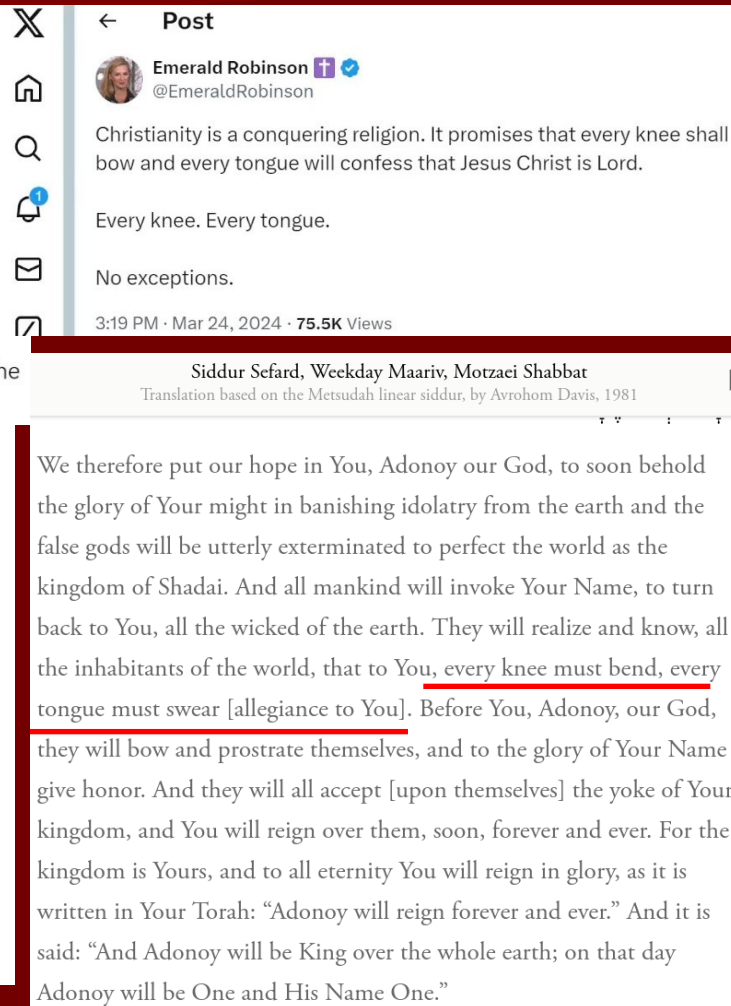 Post
Emerald Robinson ✝️
@EmeraldRobinson
Christianity is a conquering religion. It promises that every knee shall
bow and every tongue will confess that Jesus Christ is Lord.
Every knee. Every tongue.
No exceptions.
1
3:19 PM · Mar 24, 2024 · 75.5K Views
Siddur Sefard, Weekday Maariv, Motzaei Shabbat
Translation based on the Metsudah linear siddur, by Avrohom Davis, 1981
We therefore put our hope in You, Adonoy our God, to soon behold
the glory of Your might in banishing idolatry from the earth and the
false gods will be utterly exterminated to perfect the world as the
kingdom of Shadai. And all mankind will invoke Your Name, to turn
back to You, all the wicked of the earth. They will realize and know, all
the inhabitants of the world, that to You, every knee must bend, every
tongue must swear [allegiance to You]. Before You, Adonoy, our God,
they will bow and prostrate themselves, and to the glory of Your Name
give honor. And they will all accept [upon themselves] the yoke of Your
kingdom, and You will reign over them, soon, forever and ever. For the
kingdom is Yours, and to all eternity You will reign in glory, as it is
written in Your Torah: “Adonoy will reign forever and ever.” And it is
said: “And Adonoy will be King over the whole earth; on that day
Adonoy will be One and His Name One.”